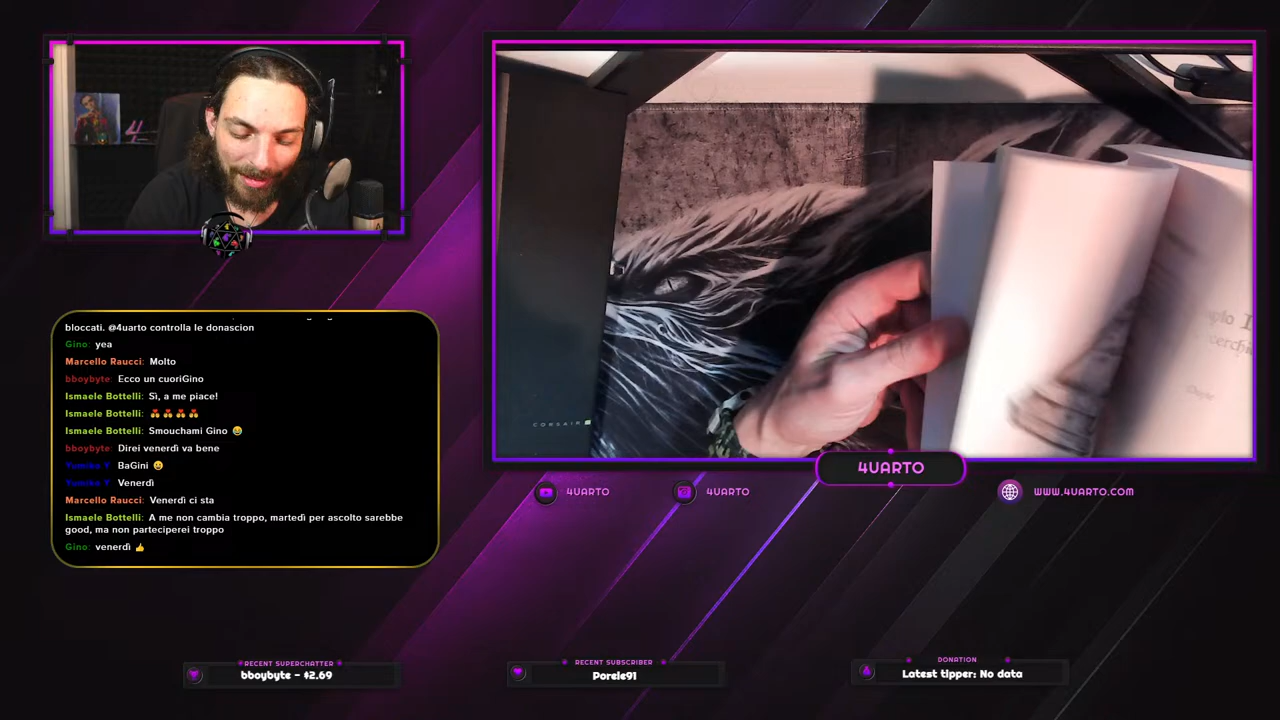 bloccati. @4uarto controlla le donascion
Gino: yea
Marcello Raucci: Molto
bboybyte: Ecco un cuoriGino
Ismaele Bottelli: Sì, a me piace!
Ismaele Bottelli:
Ismaele Bottelli: Smouchami Gino
bboybyte: Direi venerdì va bene
Yumiko Y BaGini
Yumiko Y Venerdì
Marcello Raucci: Venerdì ci sta
Ismaele Bottelli: A me non cambia troppo, martedì per ascolto sarebbe
good, ma non parteciperei troppo
Gino: venerdì
CORSAIR
4UARTO
4UARTO
4UARTO
WWW.4UARTO.COM
RECENT SUPERCHATTER
bboybyte - $2.69
RECENT SUBSCRIBER
Porele91
DONATION
Latest tipper: No data